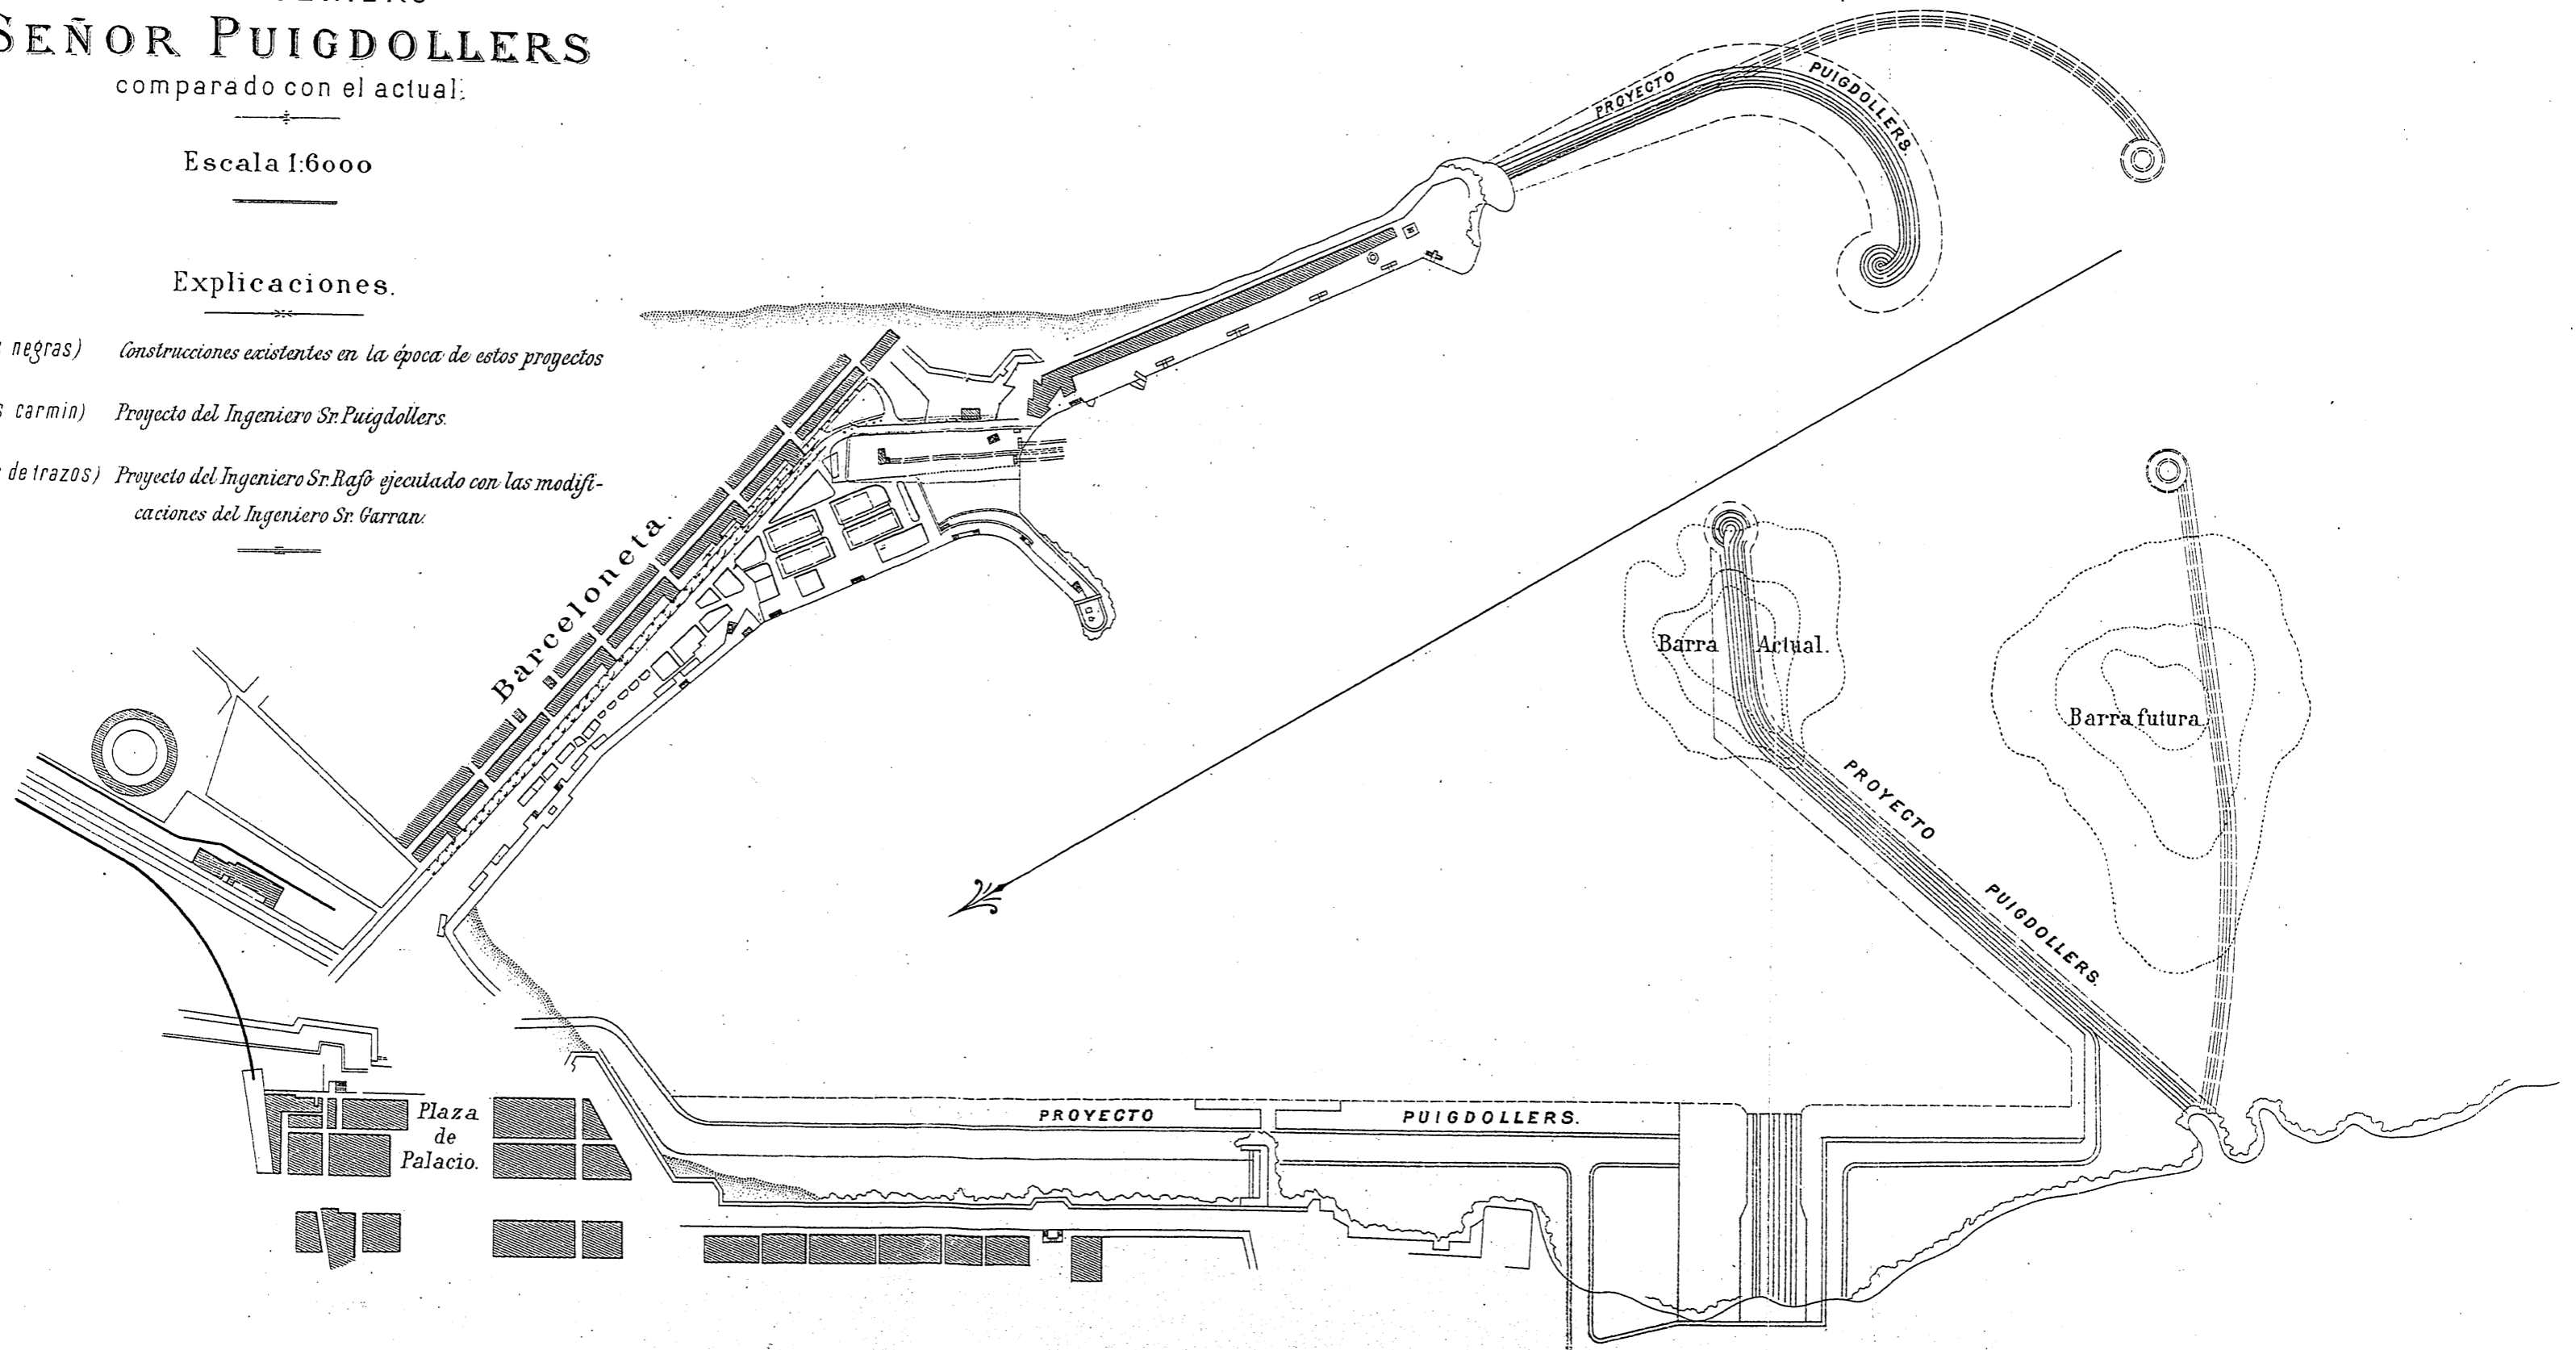 SEÑOR PUIGDOLLERS
comparado con el actual.
Escala 1:6000
Explicaciones.
negras) Construcciones existentes en la época de estos proyectos
carmin) Proyecto del Ingeniero Sr. Puigdollers.
de trazos) Proyecto del Ingeniero Sr. Rafo ejecutado con las modifi-
caciones del Ingeniero Sr. Garran.
PROYECTO PUIGDOLLERS.
Barceloneta.
Barra Actual.
Barra futura.
PROYECTO PUIGDOLLERS.
Plaza
de
Palacio.
PROYECTO PUIGDOLLERS.